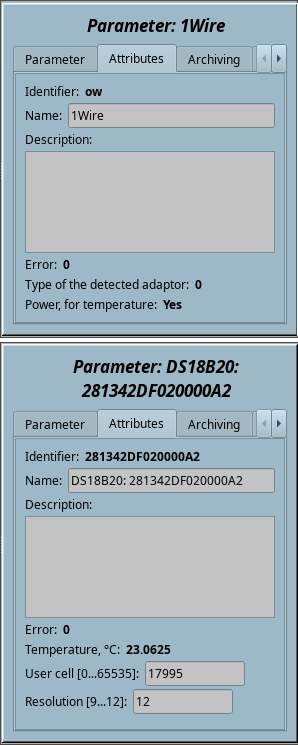 Parameter: 1Wire
Parameter Attributes Archiving
Identifier: ow
Name: 1Wire
Description:
Error: 0
Type of the detected adaptor: 0
Power, for temperature: Yes
Parameter: DS18B20:
281342DF020000A2
Parameter Attributes Archiving
Identifier: 281342DF020000A2
Name: DS18B20: 281342DF020000A2
Description:
Error: 0
Temperature, °C: 23.0625
User cell [0...65535]: 17995
Resolution [9...12]: 12